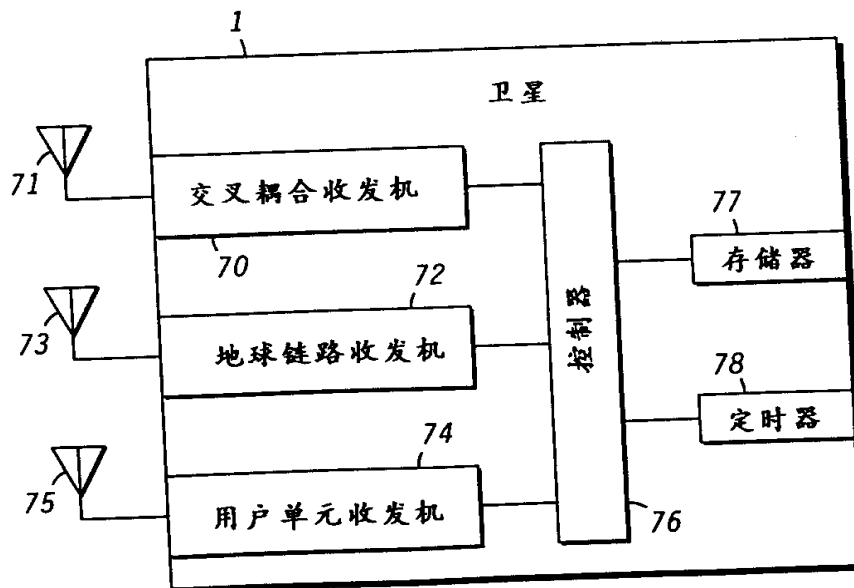 1
卫星
71
交叉耦合收发机
70
77
存储器
73
72
地球链路收发机
控制器
78
定时器
75
74
用户单元收发机
76